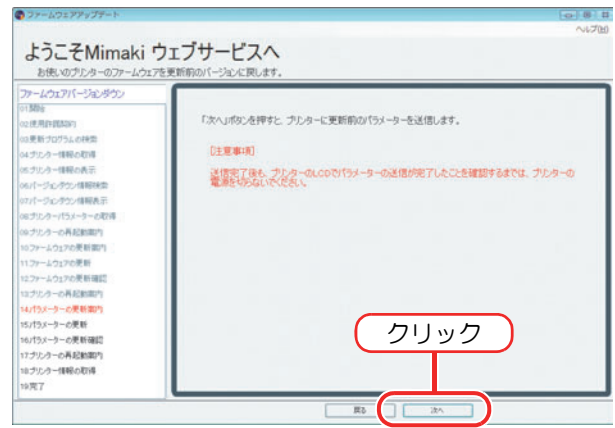 ファームウェアアップデート
ヘルプ(H)
ようこそMimaki ウェブサービスへ
お使いのプリンターのファームウェアを更新前のバージョンに戻します。
ファームウェアバージョンダウン
01開始
02使用許諾契約
03更新プログラムの検索
04プリンター情報の取得
05プリンター情報の表示
06バージョンダウン情報検索
07バージョンダウン情報表示
08プリンターパラメーターの取得
09プリンターの再起動案内
10ファームウェアの更新案内
11ファームウェアの更新
12ファームウェアの更新確認
13プリンターの再起動案内
14パラメーターの更新案内
15パラメーターの更新
16パラメーターの更新確認
17プリンターの再起動案内
18プリンター情報の取得
19完了
「次へ」ボタンを押すと、プリンターに更新前のパラメーターを送信します。
[注意事項]
送信完了後も、プリンターのLCDでパラメーターの送信が完了したことを確認するまでは、プリンターの
電源を切らないでください。
クリック
戻る
次へ